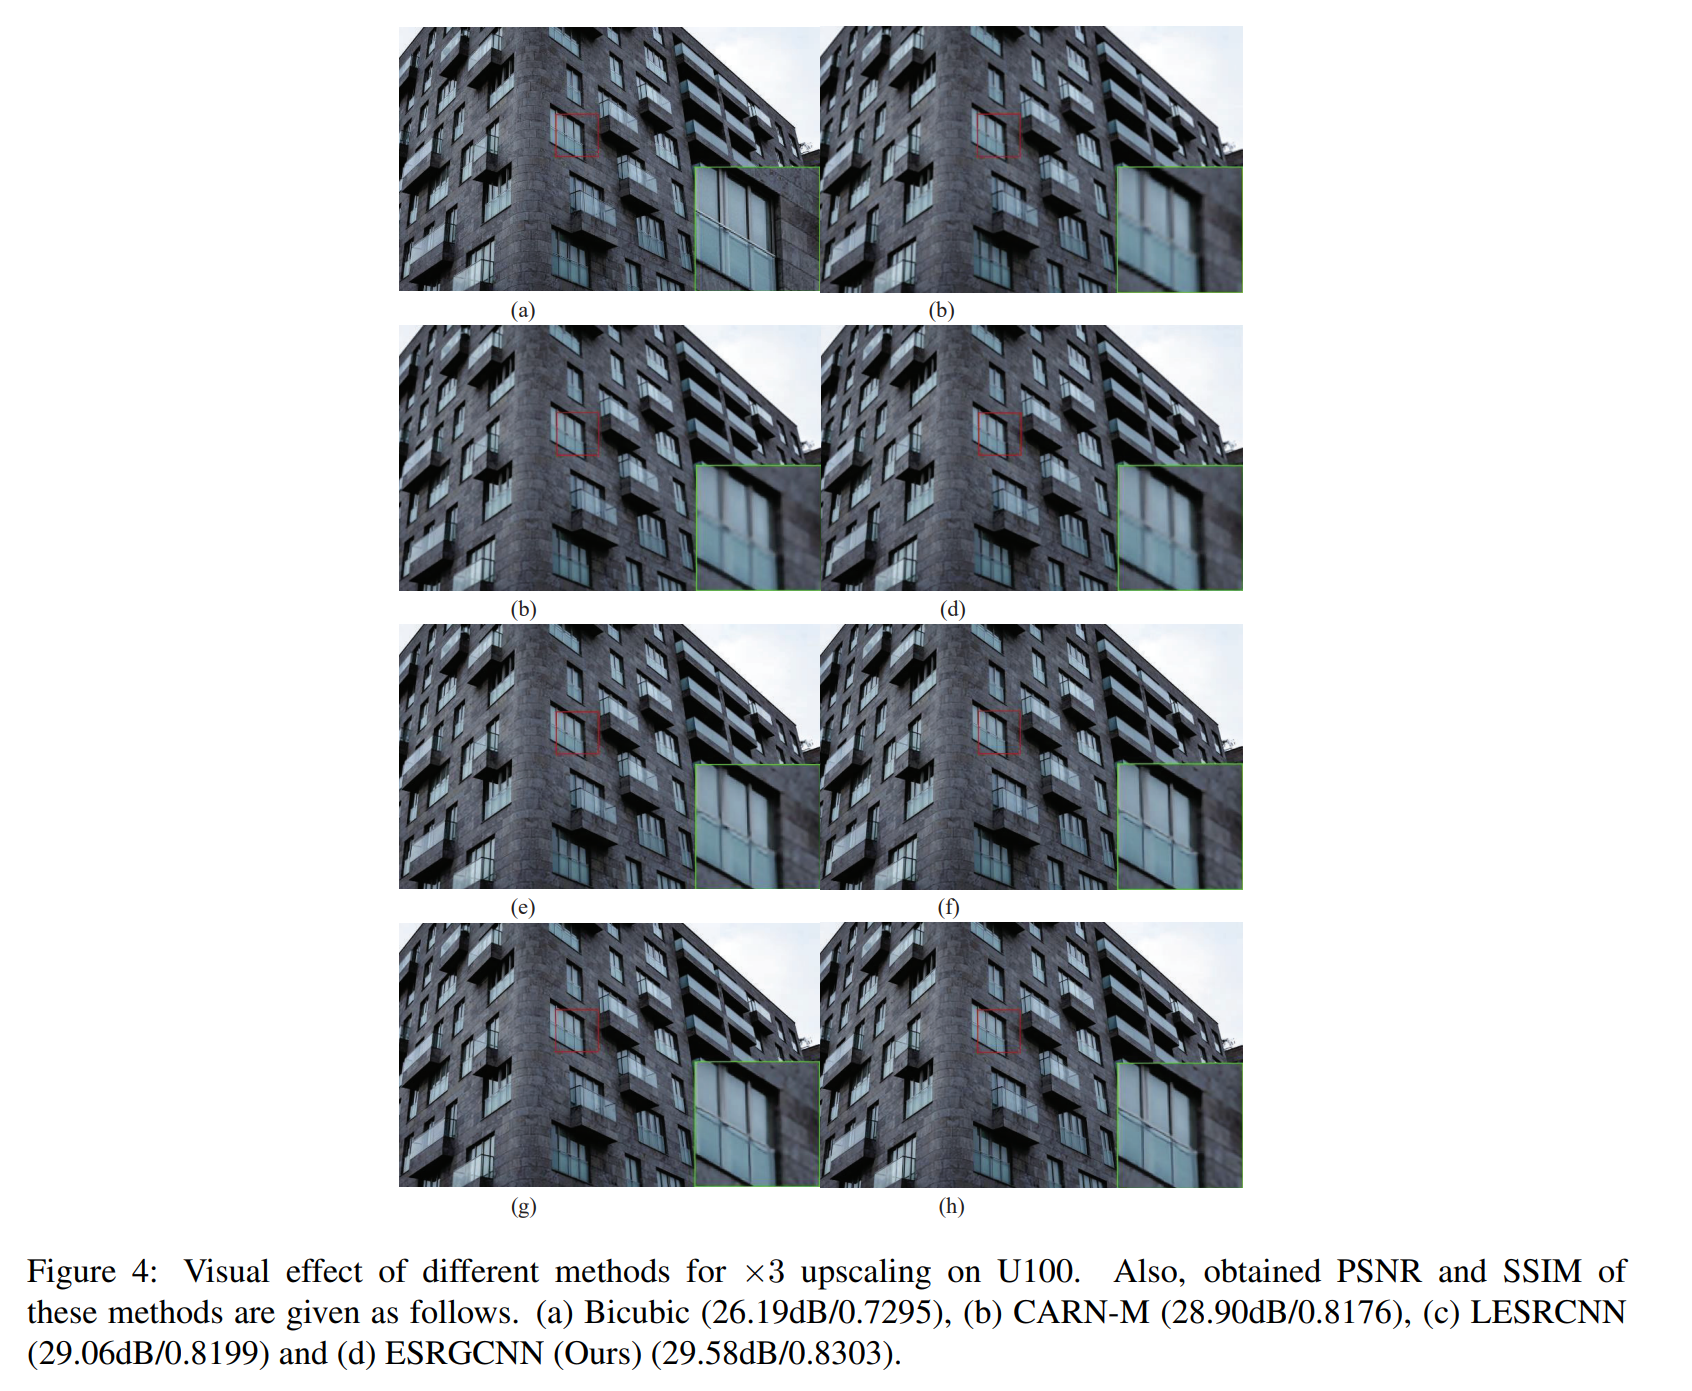 (a) (b)
(b) (d)
(e) (f)
(g) (h)
Figure 4: Visual effect of different methods for ×3 upscaling on U100. Also, obtained PSNR and SSIM of
these methods are given as follows. (a) Bicubic (26.19dB/0.7295), (b) CARN-M (28.90dB/0.8176), (c) LESRCNN
(29.06dB/0.8199) and (d) ESRGCNN (Ours) (29.58dB/0.8303).